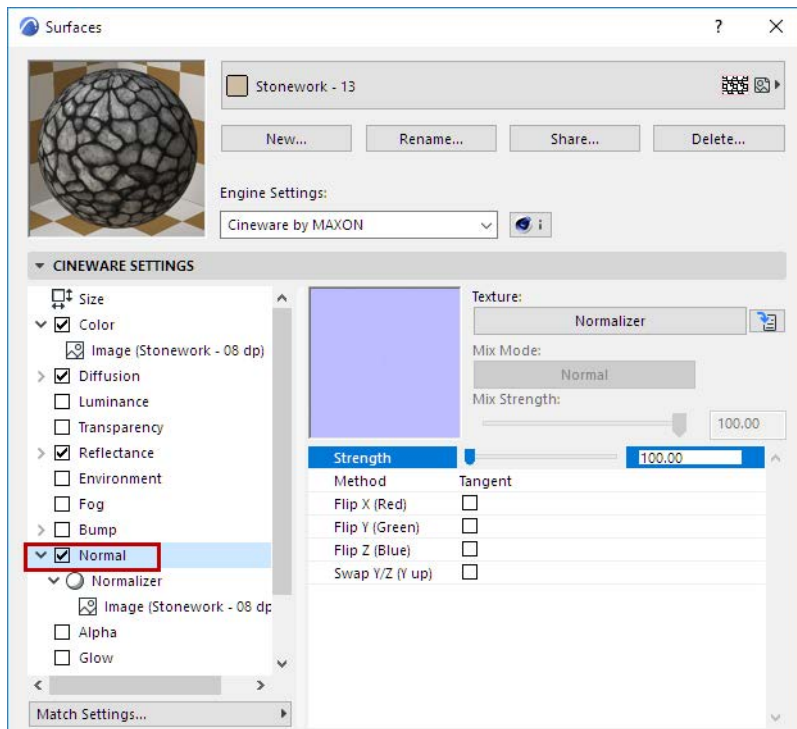 Surfaces
?
Stonework - 13
New...
Rename...
Share...
Delete...
Engine Settings:
Cineware by MAXON
i
CINEWARE SETTINGS
Size
Color
Image (Stonework - 08 dp)
Diffusion
Luminance
Transparency
Reflectance
Environment
Fog
Bump
Normal
Normalizer
Image (Stonework - 08 dp
Alpha
Glow
Match Settings...
Texture:
Normalizer
Mix Mode:
Normal
Mix Strength:
100.00
Strength 100.00
Method Tangent
Flip X (Red)
Flip Y (Green)
Flip Z (Blue)
Swap Y/Z (Y up)